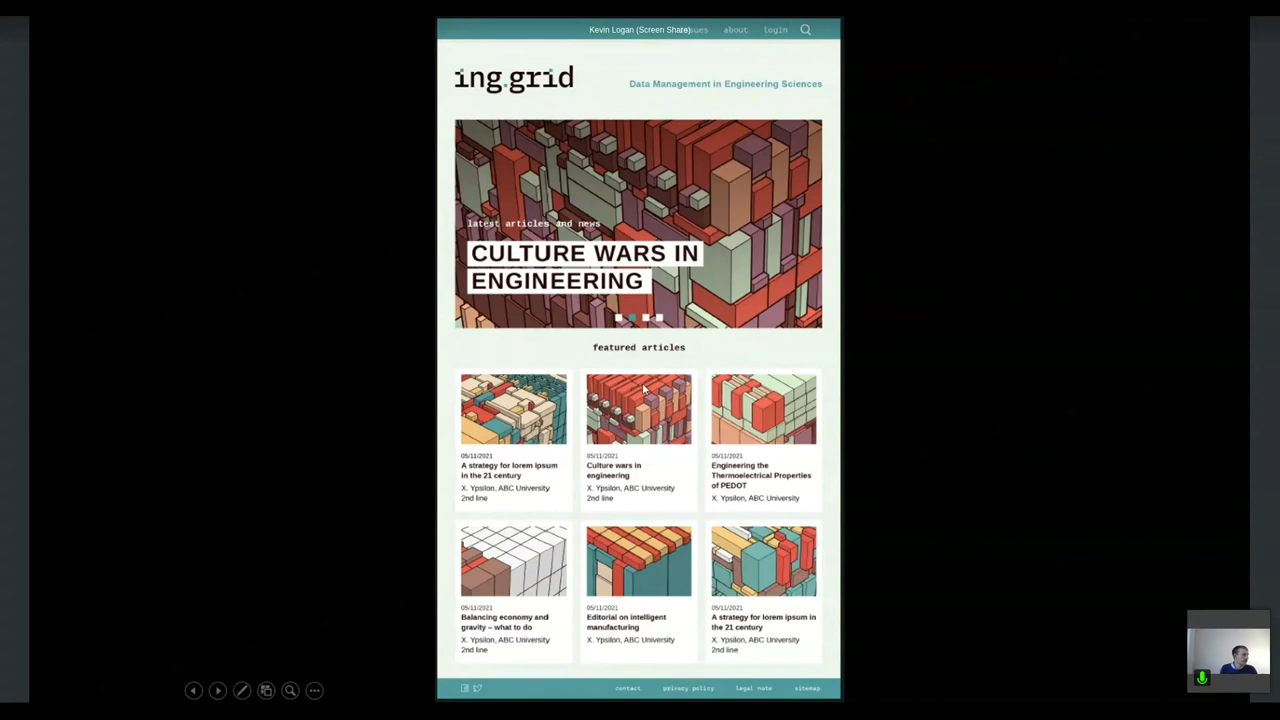 Kevin Logan (Screen Share)
about
login
ing.grid
Data Management in Engineering Sciences
latest articles and news
CULTURE WARS IN
ENGINEERING
featured articles
05/11/2021
A strategy for lorem ipsum
in the 21 century
X. Ypsilon, ABC University
2nd line
05/11/2021
Culture wars in
engineering
X. Ypsilon, ABC University
2nd line
05/11/2021
Engineering the
Thermoelectrical Properties
of PEDOT
X. Ypsilon, ABC University
05/11/2021
Balancing economy and
gravity – what to do
X. Ypsilon, ABC University
2nd line
05/11/2021
Editorial on intelligent
manufacturing
X. Ypsilon, ABC University
05/11/2021
A strategy for lorem ipsum in
the 21 century
X. Ypsilon, ABC University
2nd line
contact
privacy policy
legal note
sitemap